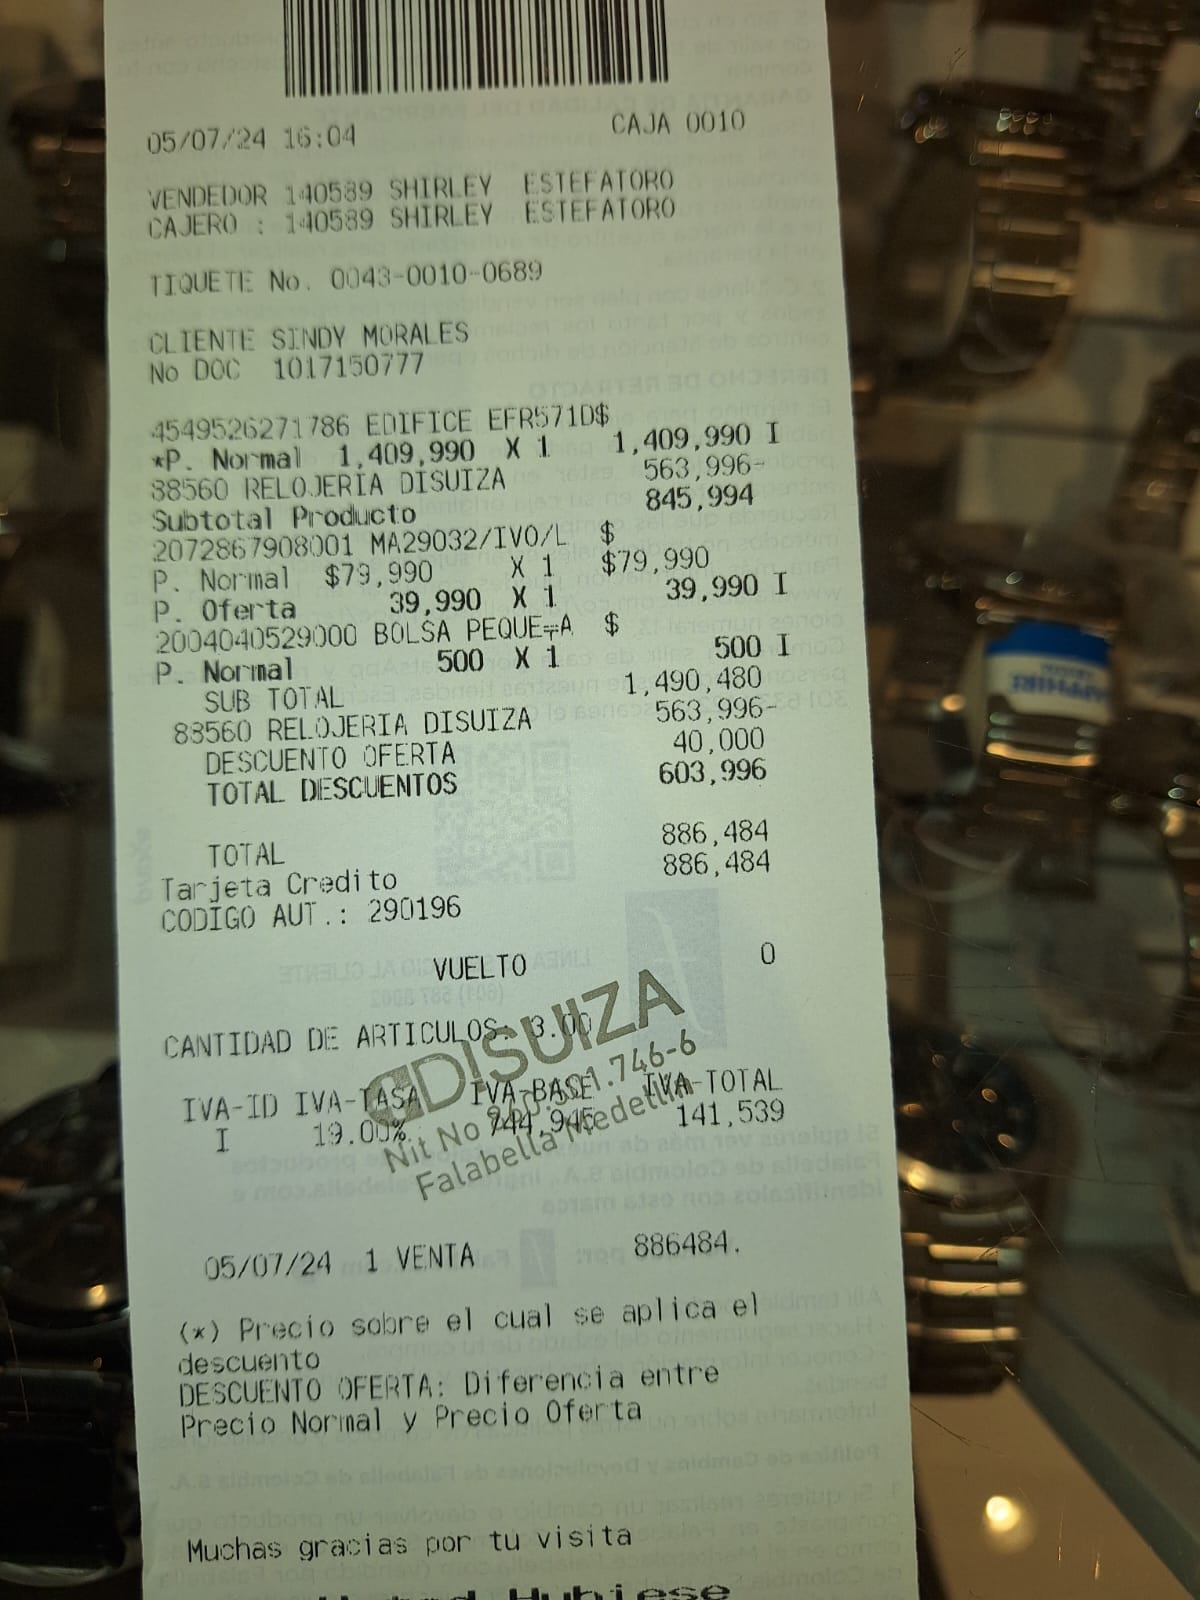 05/07/24 16:04 CAJA 0010
VENDEDOR 140589 SHIRLEY ESTEFATORO
CAJERO : 140589 SHIRLEY ESTEFATORO
TIQUETE No. 0043-0010-0689
CLIENTE SINDY MORALES
No DOC 1017150777
4549526271786 EDIFICE EFR571D$
*P. Normal 1,409,990 X 1 1,409,990 I
88560 RELOJERIA DISUIZA 563,996-
Subtotal Producto 845,994
2072867908001 MA29032/IVO/L $
P. Normal $79,990 X 1 $79,990
P. Oferta 39,990 X 1 39,990 I
2004040529000 BOLSA PEQUE╤A $
P. Normal 500 X 1 500 I
SUB TOTAL 1,490,480
88560 RELOJERIA DISUIZA 563,996-
DESCUENTO OFERTA 40,000
TOTAL DESCUENTOS 603,996
TOTAL 886,484
Tarjeta Credito 886,484
CODIGO AUT.: 290196
VUELTO 0
CANTIDAD DE ARTICULOS: 3.00
DISUIZA
IVA-ID IVA-TASA IVA-BASE IVA-TOTAL
I 19.00% 744,945 141,539
Nit No 1.746-6
Falabella Medellin
05/07/24 1 VENTA 886484.
(*) Precio sobre el cual se aplica el
descuento
DESCUENTO OFERTA: Diferencia entre
Precio Normal y Precio Oferta
Muchas gracias por tu visita